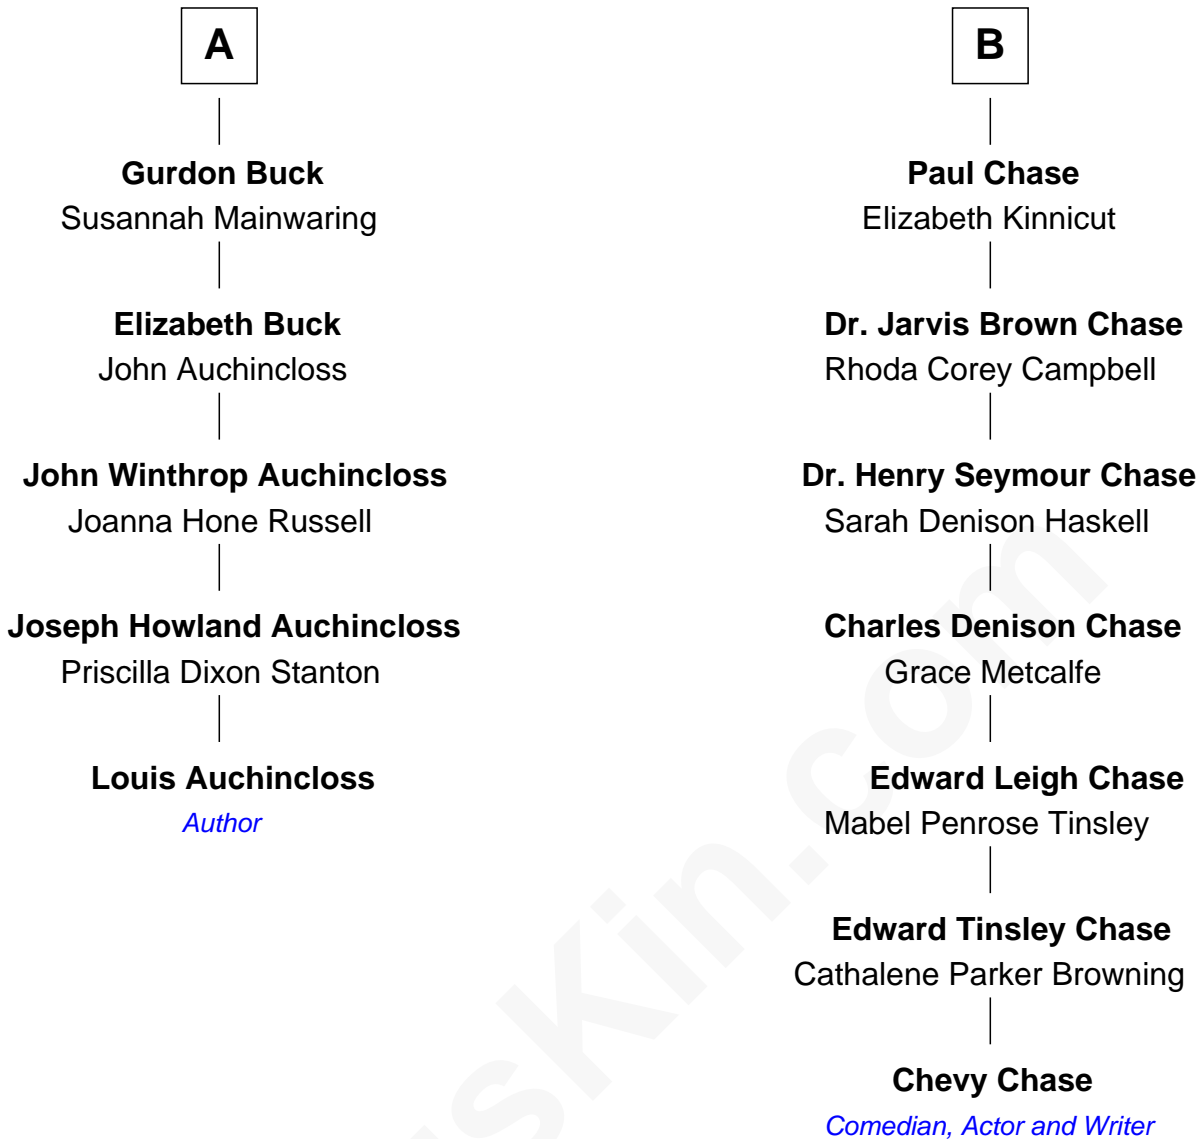 A
Gurdon Buck
Susannah Mainwaring
Elizabeth Buck
John Auchincloss
John Winthrop Auchincloss
Joanna Hone Russell
Joseph Howland Auchincloss
Priscilla Dixon Stanton
Louis Auchincloss
Author
B
Paul Chase
Elizabeth Kinnicut
Dr. Jarvis Brown Chase
Rhoda Corey Campbell
Dr. Henry Seymour Chase
Sarah Denison Haskell
Charles Denison Chase
Grace Metcalfe
Edward Leigh Chase
Mabel Penrose Tinsley
Edward Tinsley Chase
Cathalene Parker Browning
Chevy Chase
Comedian, Actor and Writer
usKin.com